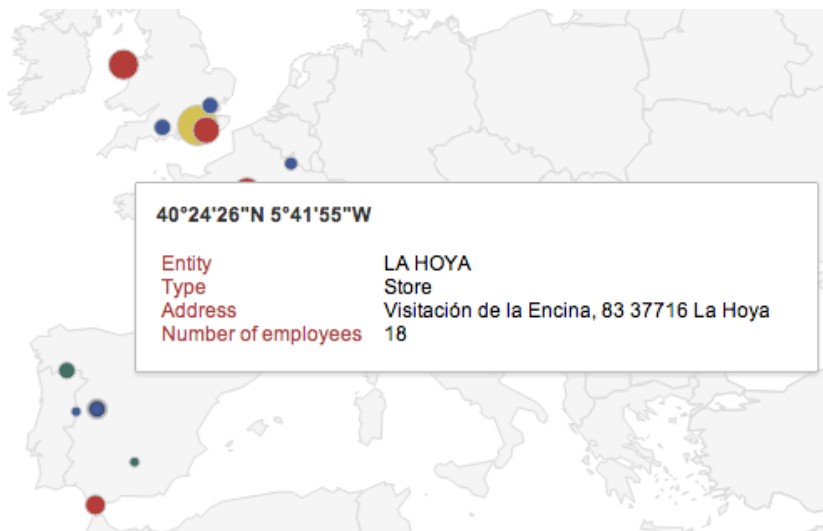 40°24'26"N 5°41'55"W
Entity LA HOYA
Type Store
Address Visitación de la Encina, 83 37716 La Hoya
Number of employees 18